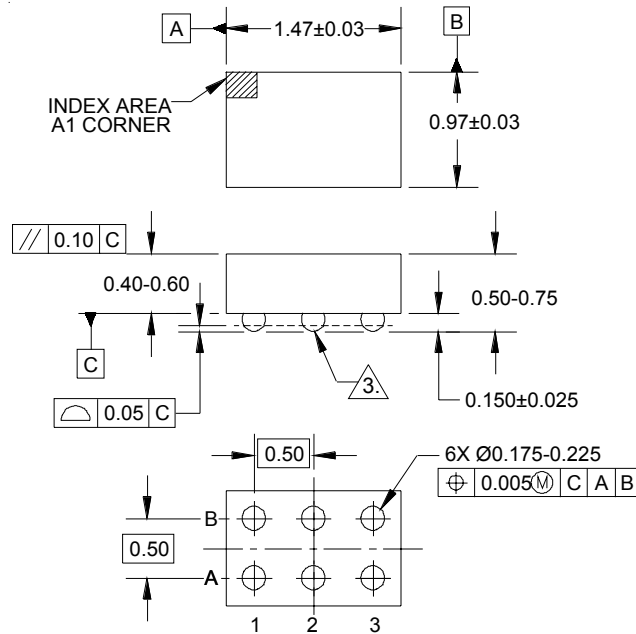 A
1.47±0.03
B
INDEX AREA
A1 CORNER
0.97±0.03
// 0.10 C
0.40-0.60
0.50-0.75
C
3.
0.05 C
0.150±0.025
0.50
6X Ø0.175-0.225
⌖ 0.005Ⓜ C A B
B
0.50
A
1 2 3